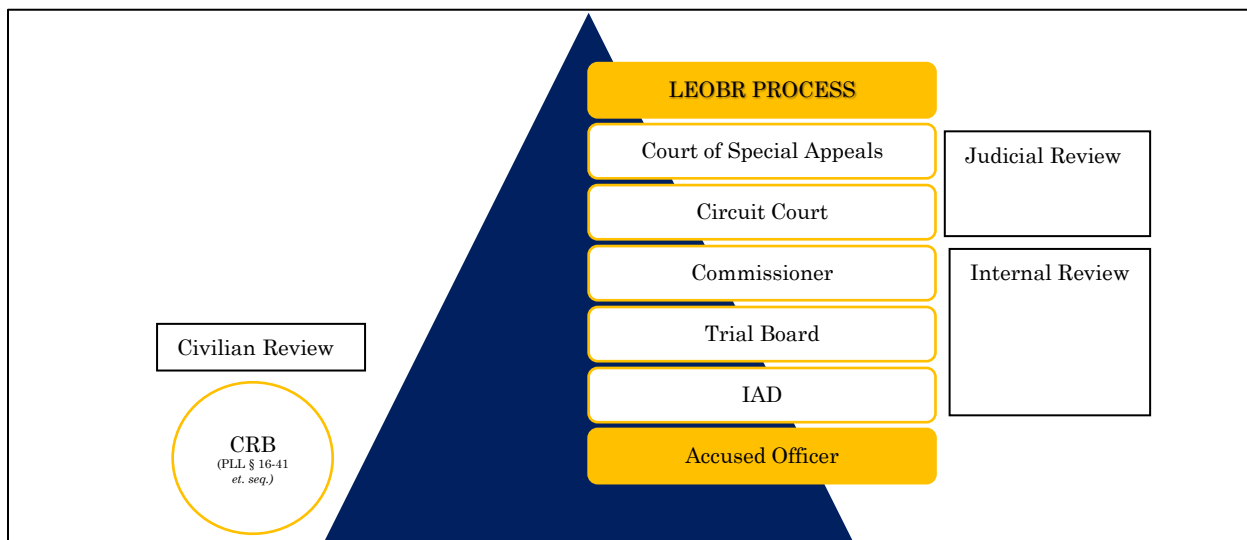 LEOBR PROCESS
Court of Special Appeals
Judicial Review
Circuit Court
Commissioner
Internal Review
Trial Board
Civilian Review
IAD
CRB
(PLL § 16-41
et. seq.)
Accused Officer